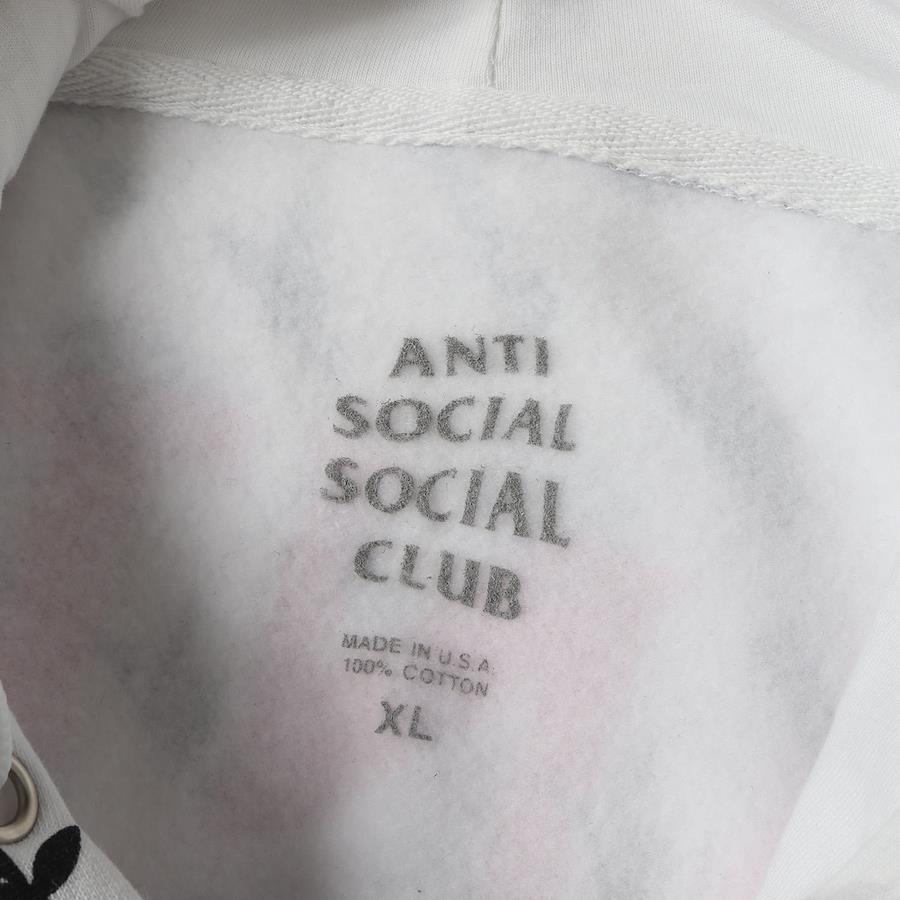 ANTI
SOCIAL
SOCIAL
CLUB
MADE IN U.S.A.
100% COTTON
XL